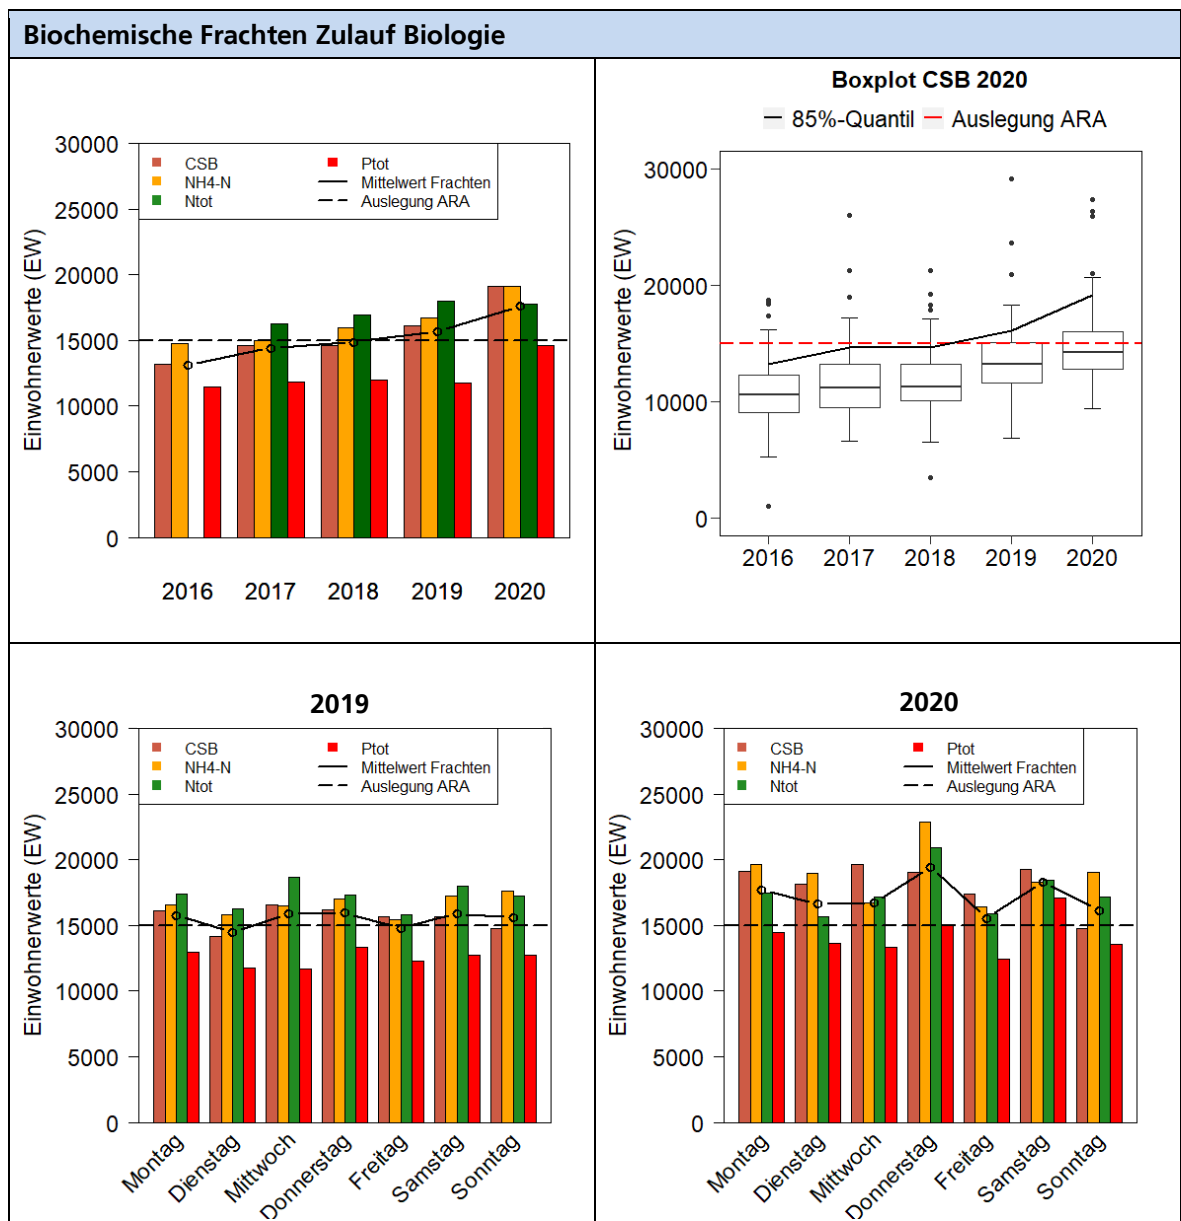 Biochemische Frachten Zulauf Biologie
30000
25000
20000
15000
10000
5000
0
Einwohnerwerte (EW)
CSB
NH4-N
Ntot
Ptot
Mittelwert Frachten
Auslegung ARA
2016 2017 2018 2019 2020
Boxplot CSB 2020
85%-Quantil Auslegung ARA
30000
20000
10000
0
Einwohnerwerte (EW)
2016 2017 2018 2019 2020
2019
30000
25000
20000
15000
10000
5000
0
Einwohnerwerte (EW)
CSB
NH4-N
Ntot
Ptot
Mittelwert Frachten
Auslegung ARA
Montag
Dienstag
Mittwoch
Donnerstag
Freitag
Samstag
Sonntag
2020
30000
25000
20000
15000
10000
5000
0
Einwohnerwerte (EW)
CSB
NH4-N
Ntot
Ptot
Mittelwert Frachten
Auslegung ARA
Montag
Dienstag
Mittwoch
Donnerstag
Freitag
Samstag
Sonntag